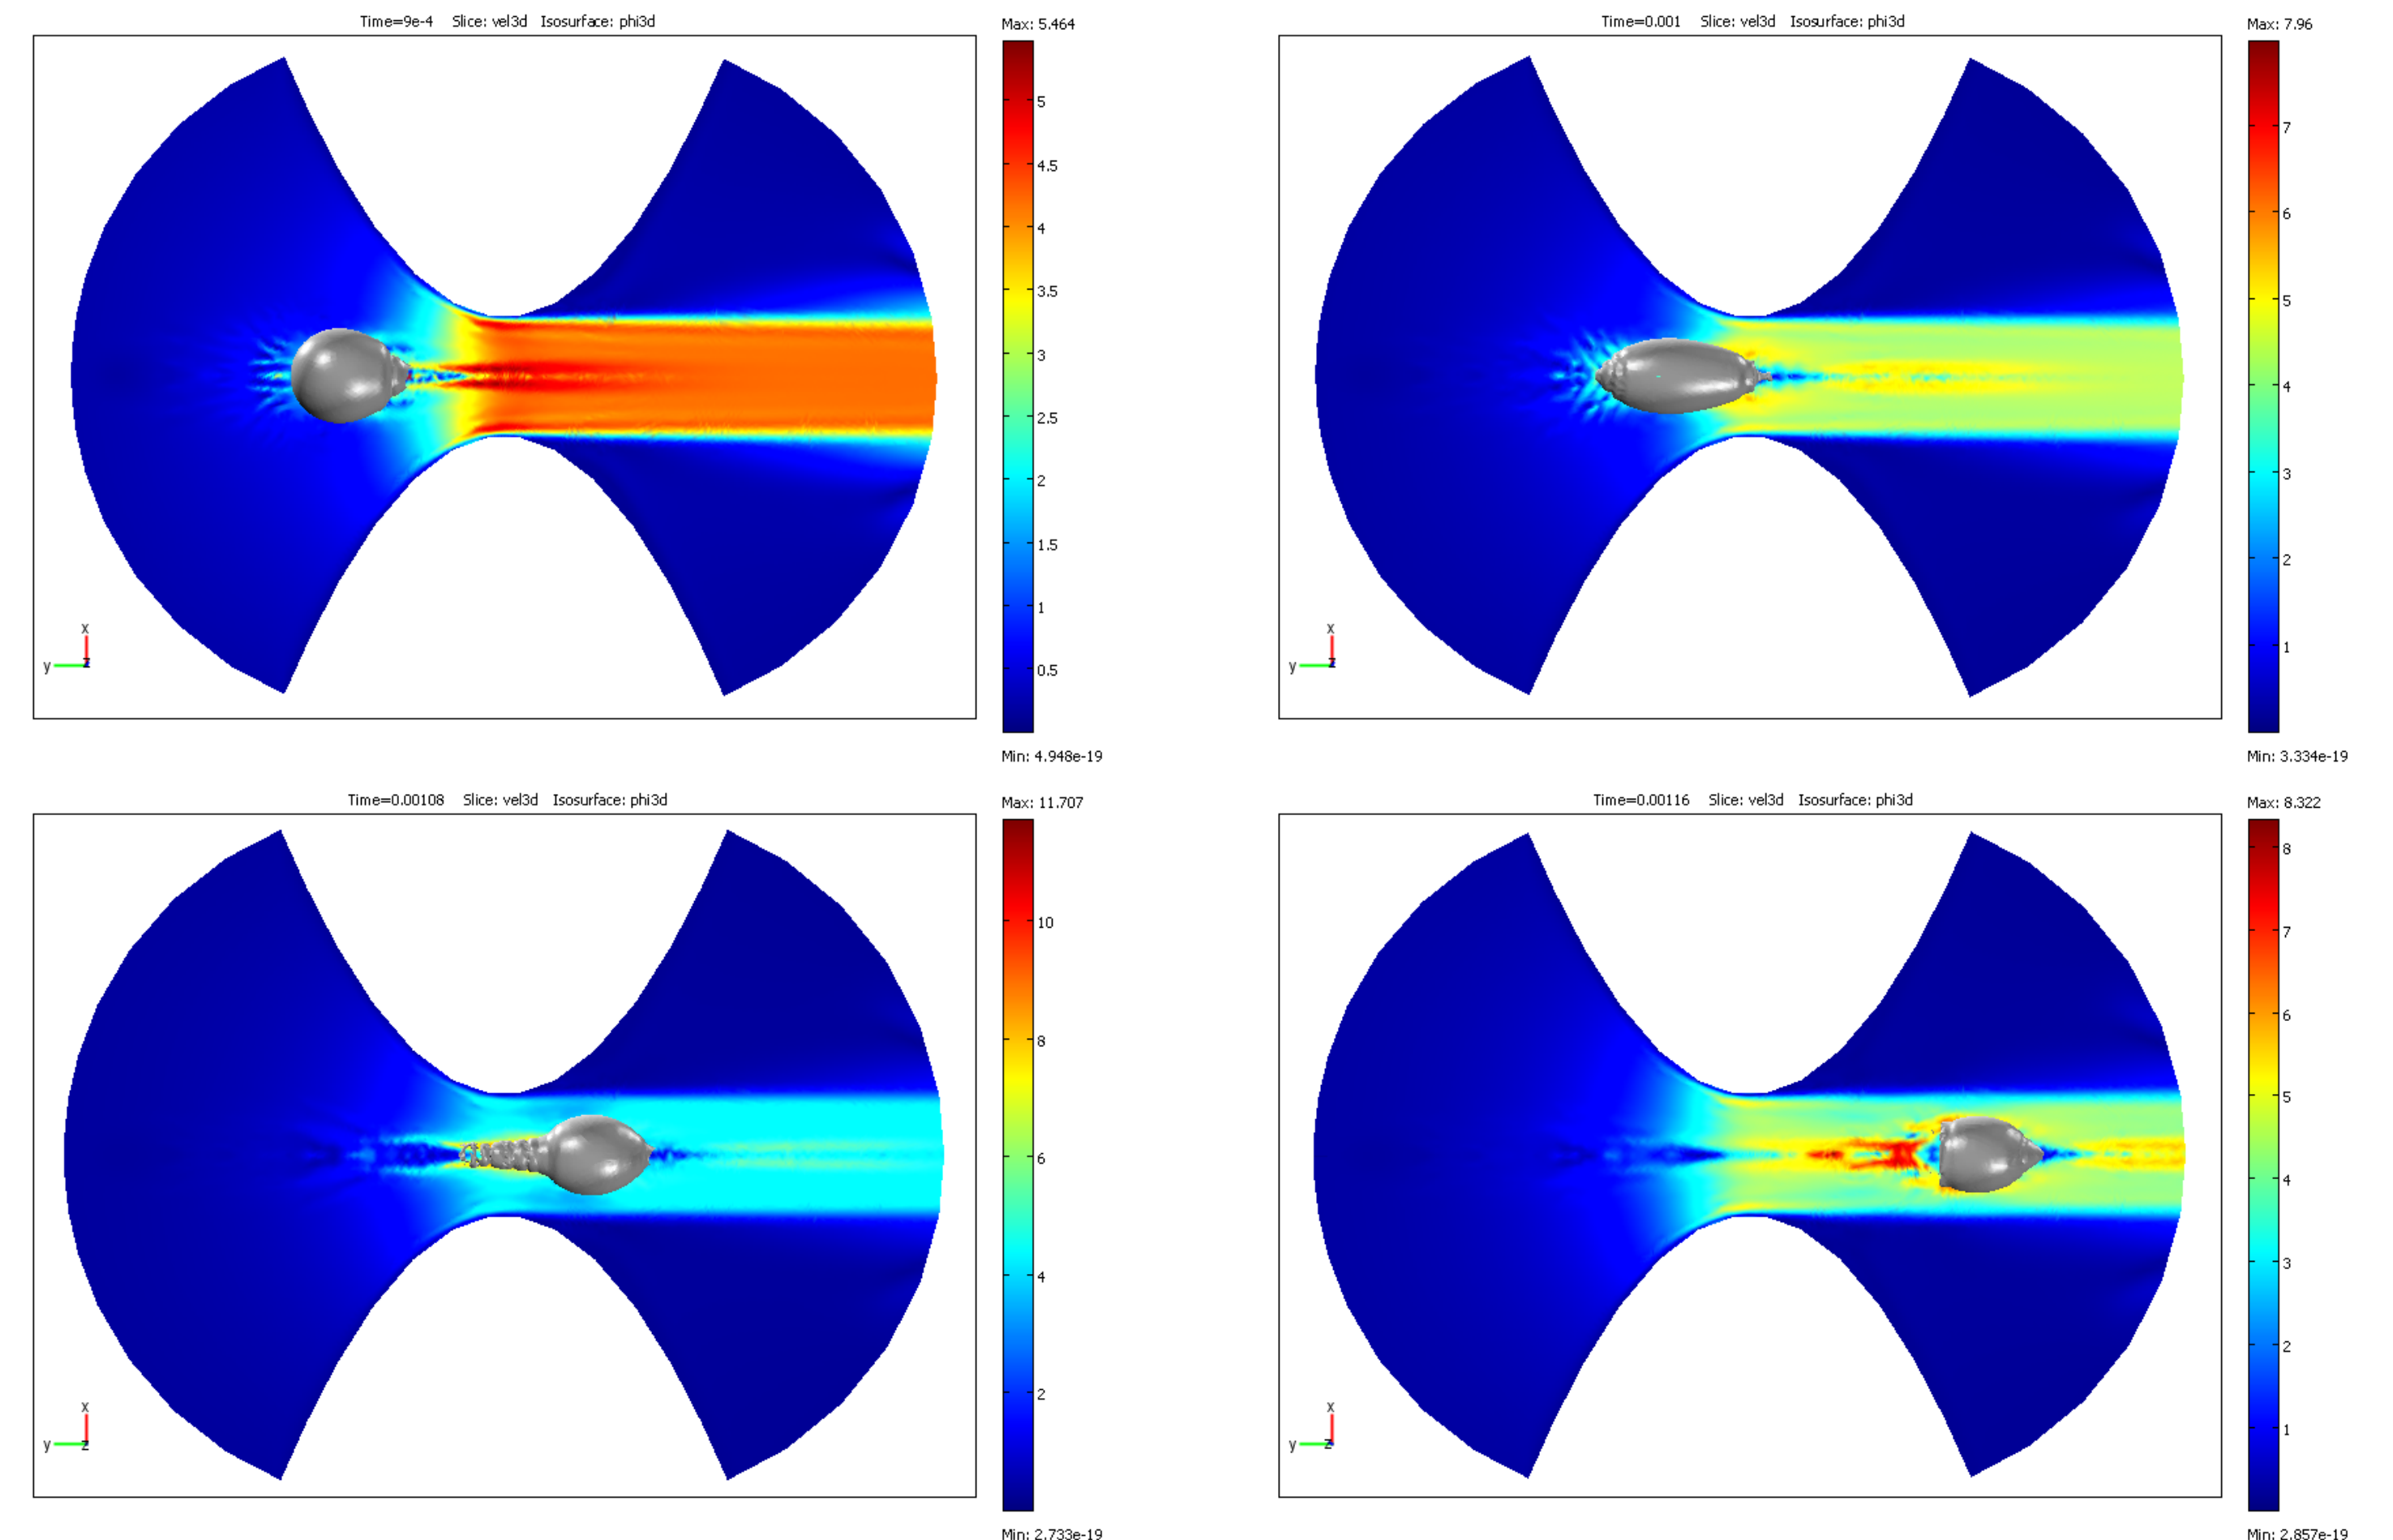 Time=9e-4 Slice: vel3d Isosurface: phi3d
Max: 5.464
5
4.5
4
3.5
3
2.5
2
1.5
1
0.5
Min: 4.948e-19
x
y z
Time=0.001 Slice: vel3d Isosurface: phi3d
Max: 7.96
7
6
5
4
3
2
1
Min: 3.334e-19
x
y z
Time=0.00108 Slice: vel3d Isosurface: phi3d
Max: 11.707
10
8
6
4
2
Min: 2.733e-19
x
y z
Time=0.00116 Slice: vel3d Isosurface: phi3d
Max: 8.322
8
7
6
5
4
3
2
1
Min: 2.857e-19
x
y z